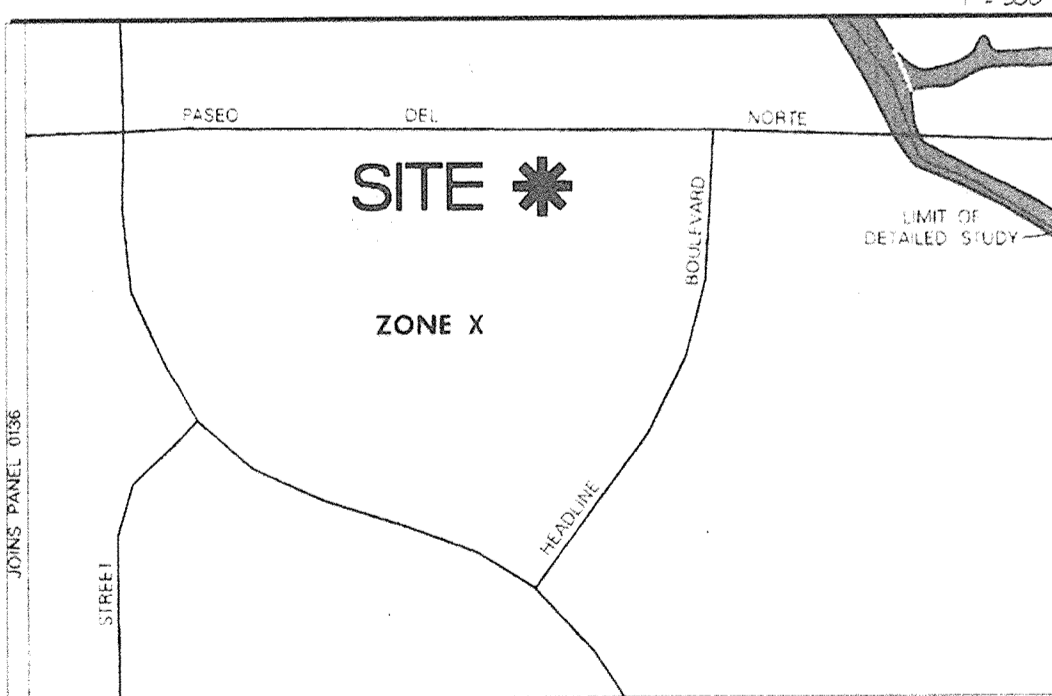 PASEO DEL NORTE
SITE
BOULEVARD
LIMIT OF
DETAILED STUDY
ZONE X
JOINS PANEL 0136
HEADLINE
STREET